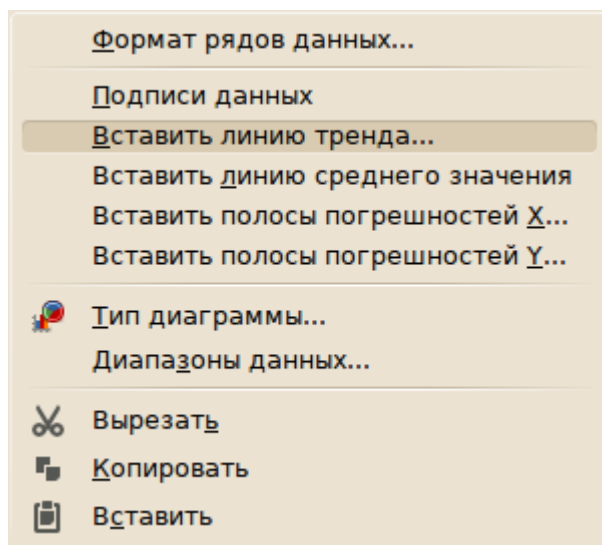 Формат рядов данных...
Подписи данных
Вставить линию тренда...
Вставить линию среднего значения
Вставить полосы погрешностей X...
Вставить полосы погрешностей Y...
Тип диаграммы...
Диапазоны данных...
Вырезать
Копировать
Вставить